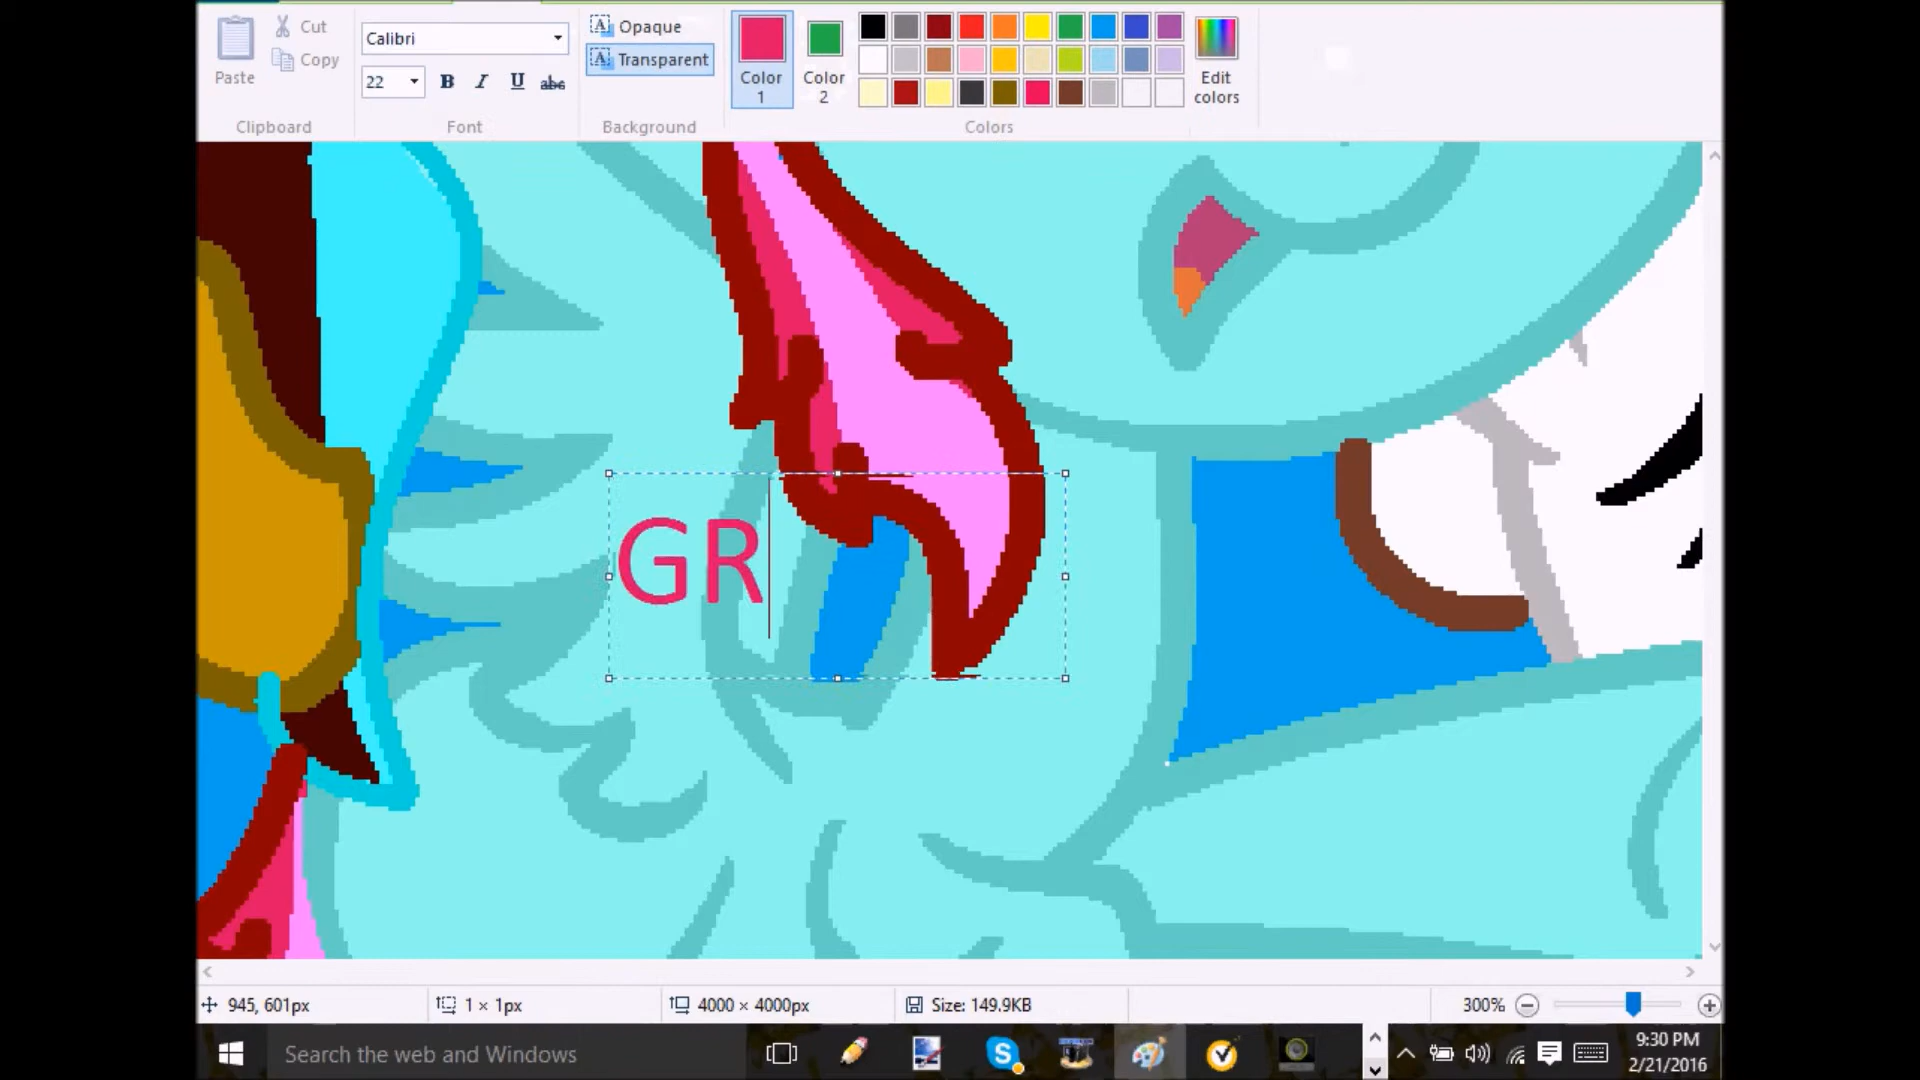 Paste
Cut
Copy
Clipboard
Calibri
22
B I U abc
Font
Opaque
Transparent
Background
Color
1
Color
2
Edit
colors
Colors
GR
945, 601px
1 × 1px
4000 × 4000px
Size: 149.9KB
300%
Search the web and Windows
9:30 PM
2/21/2016